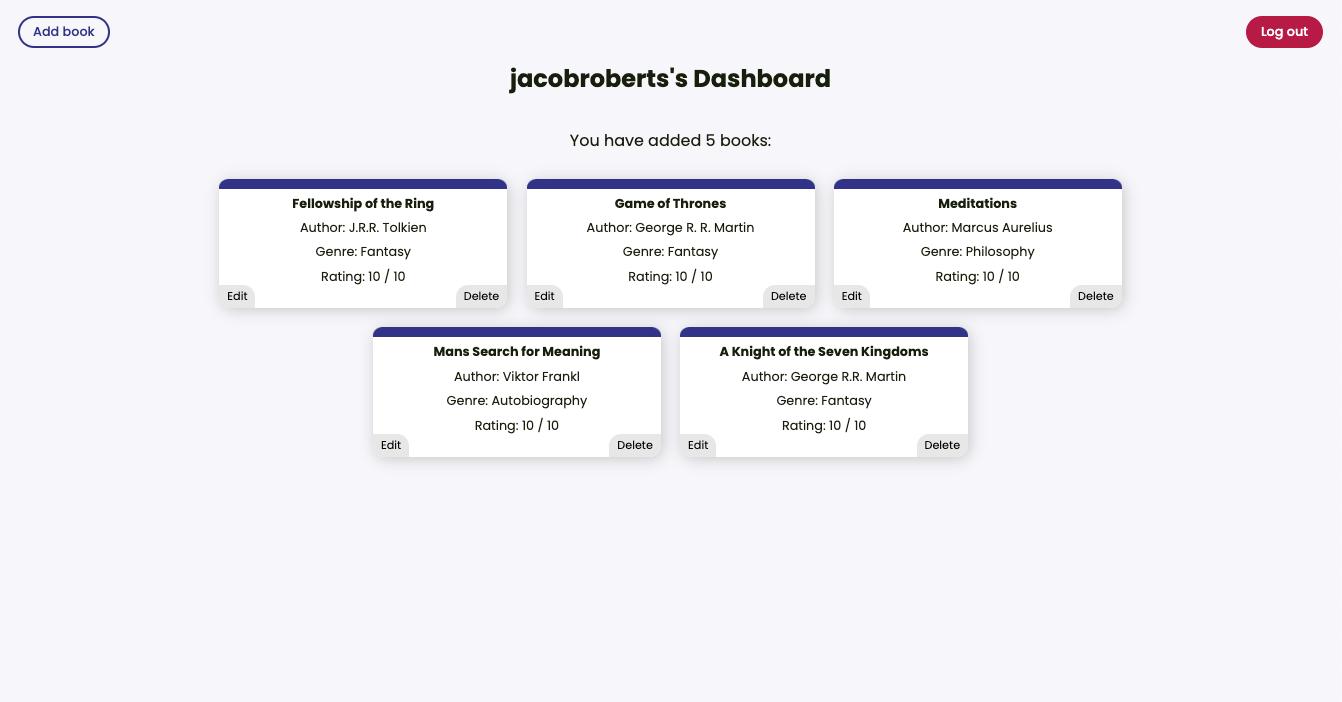 Add book
Log out
jacobroberts's Dashboard
You have added 5 books:
Fellowship of the Ring
Author: J.R.R. Tolkien
Genre: Fantasy
Rating: 10 / 10
Edit
Delete
Game of Thrones
Author: George R. R. Martin
Genre: Fantasy
Rating: 10 / 10
Edit
Delete
Meditations
Author: Marcus Aurelius
Genre: Philosophy
Rating: 10 / 10
Edit
Delete
Mans Search for Meaning
Author: Viktor Frankl
Genre: Autobiography
Rating: 10 / 10
Edit
Delete
A Knight of the Seven Kingdoms
Author: George R.R. Martin
Genre: Fantasy
Rating: 10 / 10
Edit
Delete